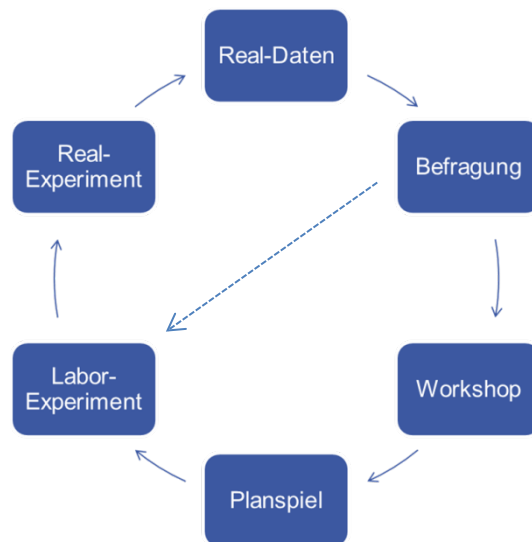 Real-Daten
Befragung
Workshop
Planspiel
Labor-
Experiment
Real-
Experiment